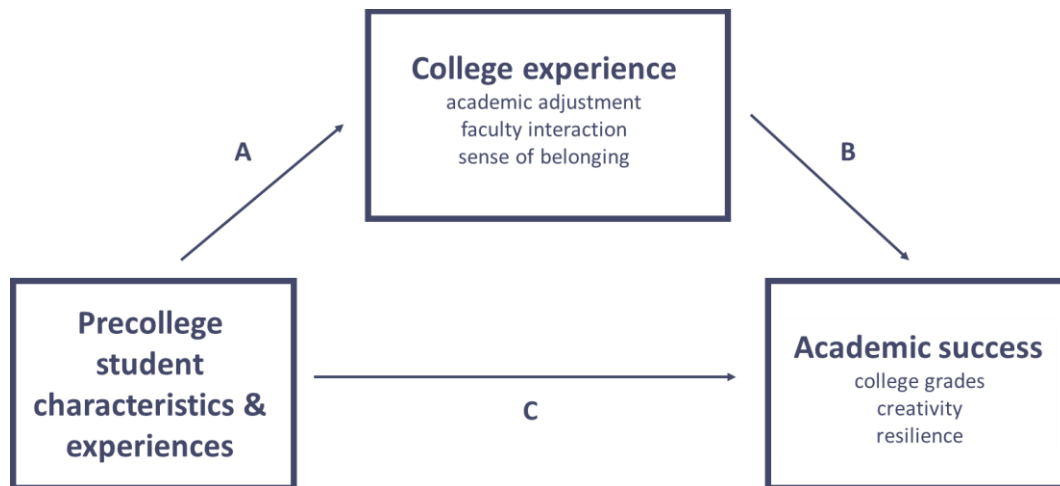 College experience
academic adjustment
faculty interaction
sense of belonging
A
B
Precollege
student
characteristics &
experiences
C
Academic success
college grades
creativity
resilience